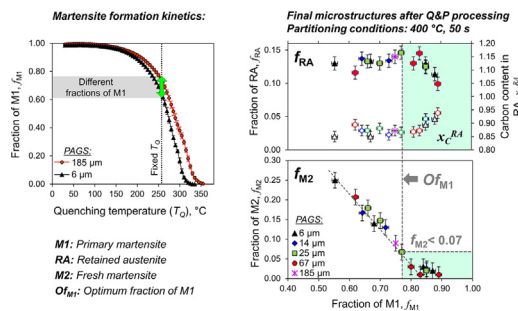 Martensite formation kinetics:
Final microstructures after Q&P processing
Partitioning conditions: 400 °C, 50 s
Fraction of M1, fM1
1.00
0.80
0.60
0.40
0.20
0.00
Different
fractions of M1
PAGS:
185 µm
6 µm
Fixed TQ
0 50 100 150 200 250 300 350
Quenching temperature (TQ), °C
M1: Primary martensite
RA: Retained austenite
M2: Fresh martensite
OfM1: Optimum fraction of M1
Fraction of RA, fRA
0.15
0.10
0.05
0.00
fRA
xCRA
1.20
1.15
1.10
1.05
1.00
0.95
0.90
0.85
0.80
Carbon content in
Fraction of M2, fM2
0.30
0.25
0.20
0.15
0.10
0.05
0.00
fM2
OfM1
fM2< 0.07
PAGS:
6 µm
14 µm
25 µm
67 µm
185 µm
0.40 0.50 0.60 0.70 0.80 0.90 1.00
Fraction of M1, fM1